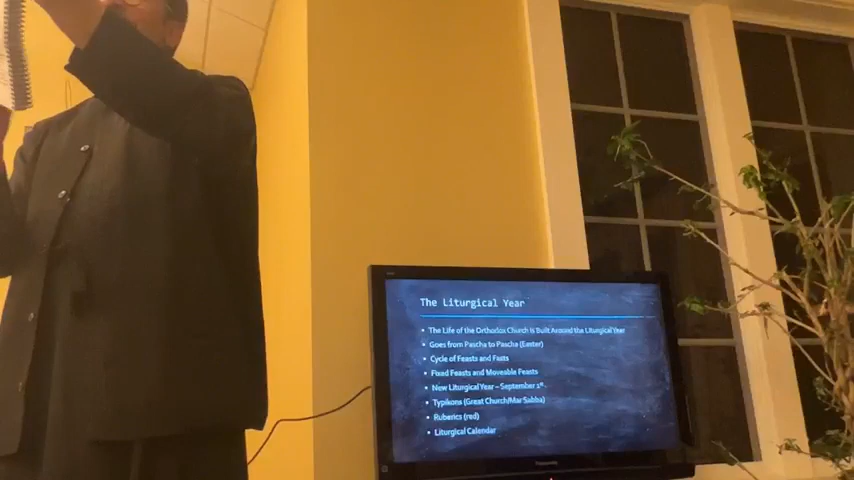 The Liturgical Year
• The Life of the Orthodox Church is Built Around the Liturgical Year
• Goes from Pascha to Pascha (Easter)
• Cycle of Feasts and Fasts
• Fixed Feasts and Moveable Feasts
• New Liturgical Year – September 1st
• Typikons (Great Church/Mar Sabba)
• Ruberics (red)
• Liturgical Calendar
Panasonic